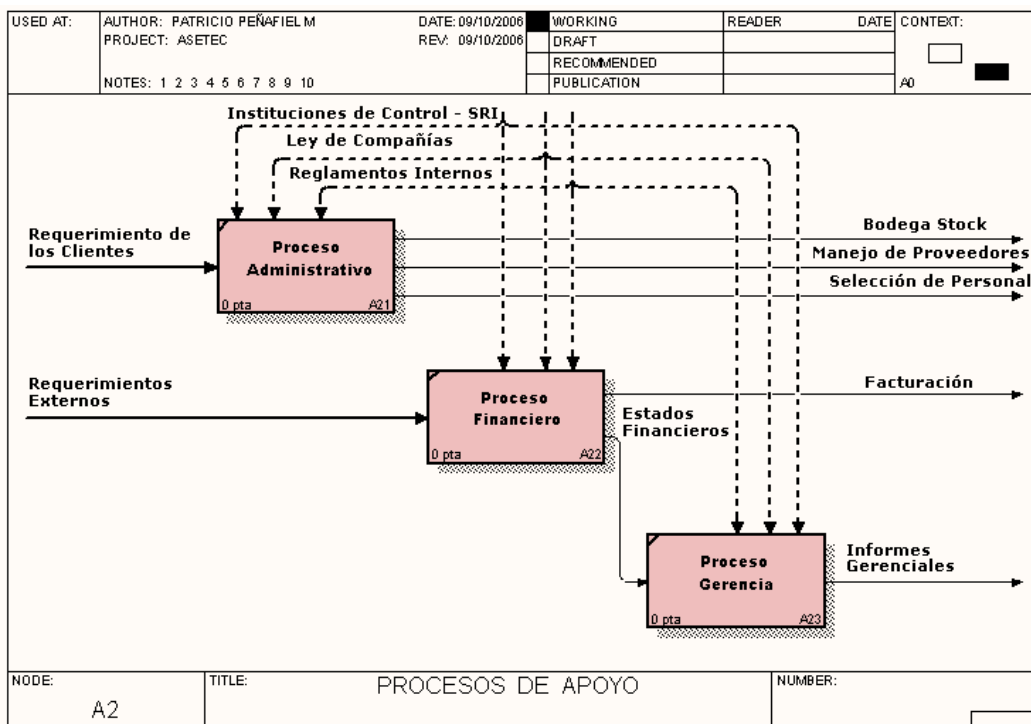 USED AT:
AUTHOR: PATRICIO PEÑAFIEL M
DATE: 09/10/2006
WORKING
READER
DATE
CONTEXT:
PROJECT: ASETEC
REV: 09/10/2006
DRAFT
RECOMMENDED
NOTES: 1 2 3 4 5 6 7 8 9 10
PUBLICATION
A0
Instituciones de Control - SRI
Ley de Compañías
Reglamentos Internos
Requerimiento de
los Clientes
Proceso
Administrativo
0 pta
A21
Bodega Stock
Manejo de Proveedores
Selección de Personal
Requerimientos
Externos
Proceso
Financiero
0 pta
A22
Facturación
Estados
Financieros
Proceso
Gerencia
0 pta
A23
Informes
Gerenciales
NODE:
A2
TITLE:
PROCESOS DE APOYO
NUMBER: